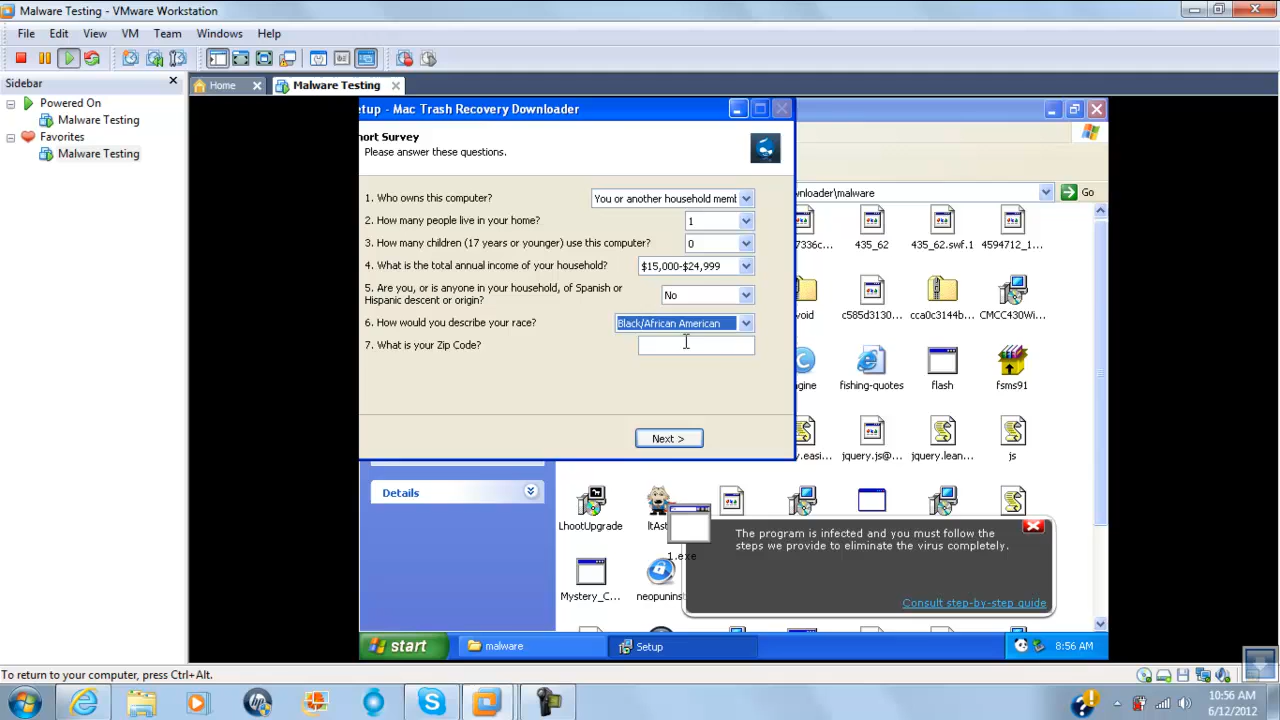 Malware Testing - VMware Workstation
File Edit View VM Team Windows Help
Sidebar
Powered On
Malware Testing
Favorites
Malware Testing
Home
Malware Testing
etup - Mac Trash Recovery Downloader
hort Survey
Please answer these questions.
1. Who owns this computer?
You or another household memb
2. How many people live in your home?
1
3. How many children (17 years or younger) use this computer?
0
4. What is the total annual income of your household?
$15,000-$24,999
5. Are you, or is anyone in your household, of Spanish or
Hispanic descent or origin?
No
6. How would you describe your race?
Black/African American
7. What is your Zip Code?
Next >
wnloader\malware
Go
7336c... 435_62 435_62.swf.1 4594712_1...
void c585d3130... cca0c3144b... CMCC430Wi...
ngine fishing-quotes flash fsms91
.easi... jquery.js@... jquery.lean... js
Details
LhootUpgrade ltAst
1.exe
Mystery_C... neopuninst
The program is infected and you must follow the
steps we provide to eliminate the virus completely.
Consult step-by-step guide
start malware Setup 8:56 AM
To return to your computer, press Ctrl+Alt.
10:56 AM
6/12/2012